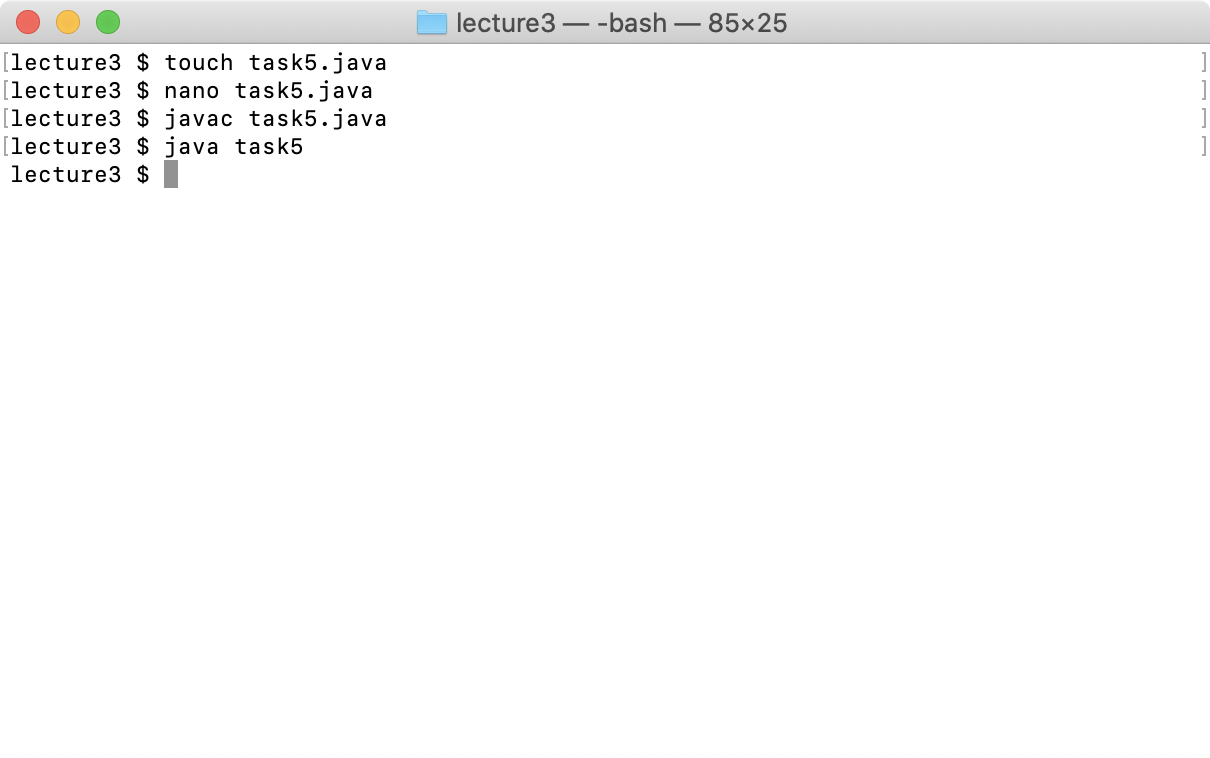 lecture3 — -bash — 85×25
[lecture3 $ touch task5.java ]
[lecture3 $ nano task5.java ]
[lecture3 $ javac task5.java ]
[lecture3 $ java task5 ]
lecture3 $